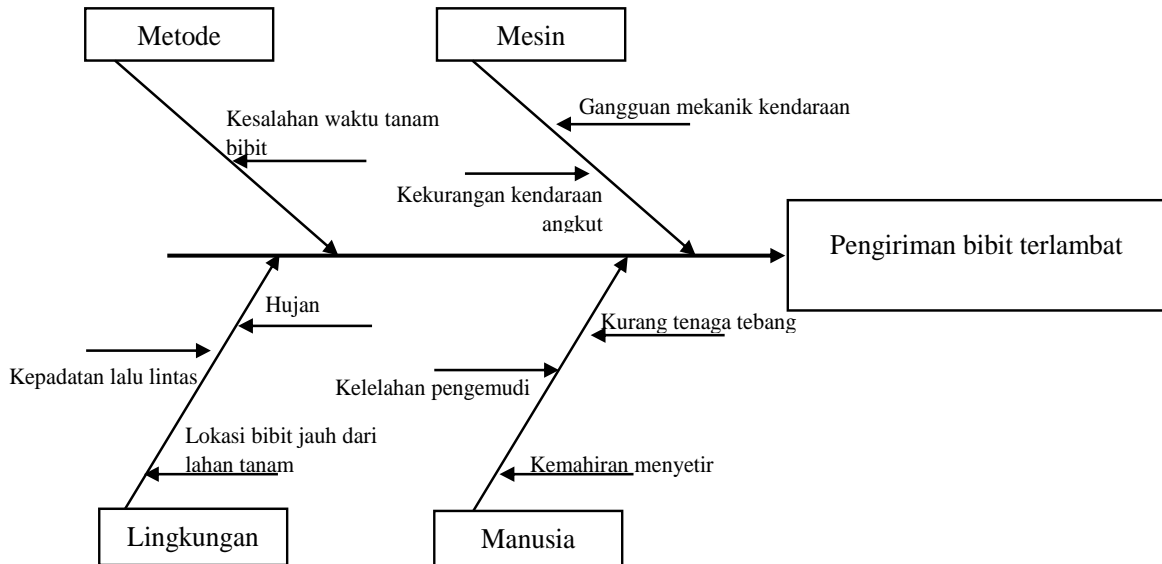 Metode
Mesin
Gangguan mekanik kendaraan
Kesalahan waktu tanam
bibit
Kekurangan kendaraan
angkut
Pengiriman bibit terlambat
Hujan
Kurang tenaga tebang
Kepadatan lalu lintas
Kelelahan pengemudi
Lokasi bibit jauh dari
lahan tanam
Kemahiran menyetir
Lingkungan
Manusia